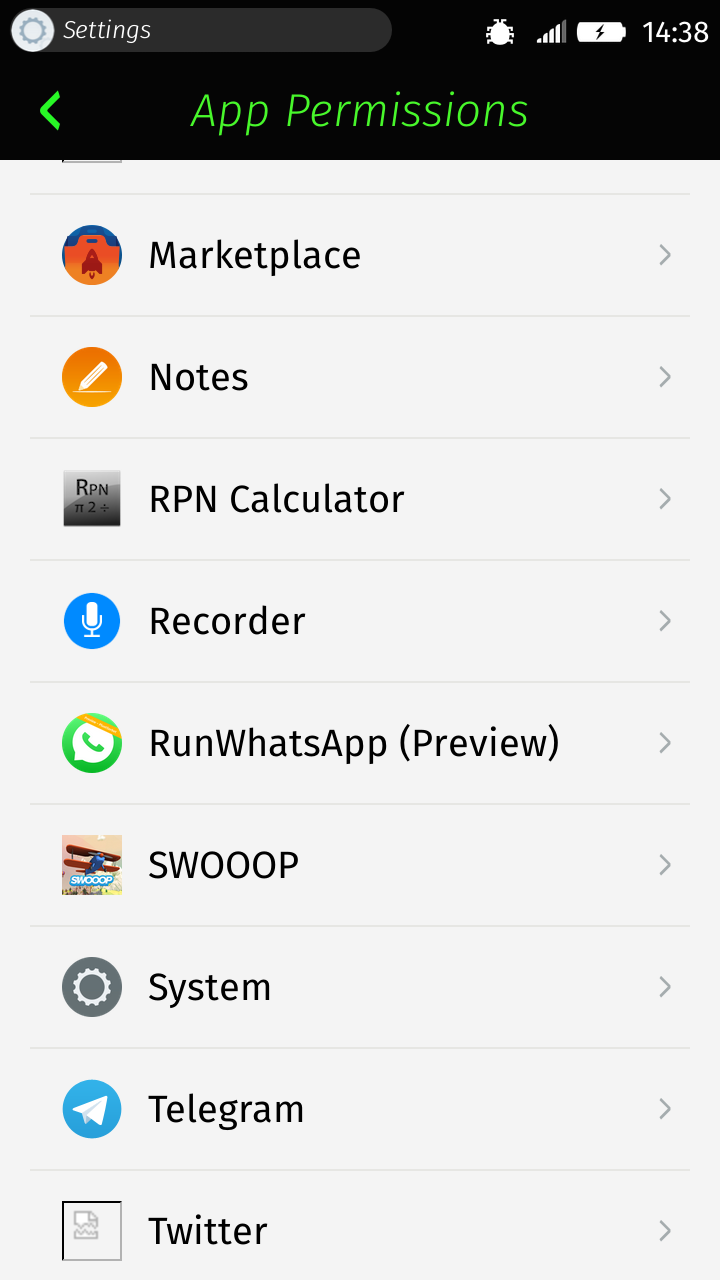 Settings
14:38
App Permissions
Marketplace
Notes
RPN
π 2 ÷
RPN Calculator
Recorder
RunWhatsApp (Preview)
SWOOOP
SWOOOP
System
Telegram
Twitter